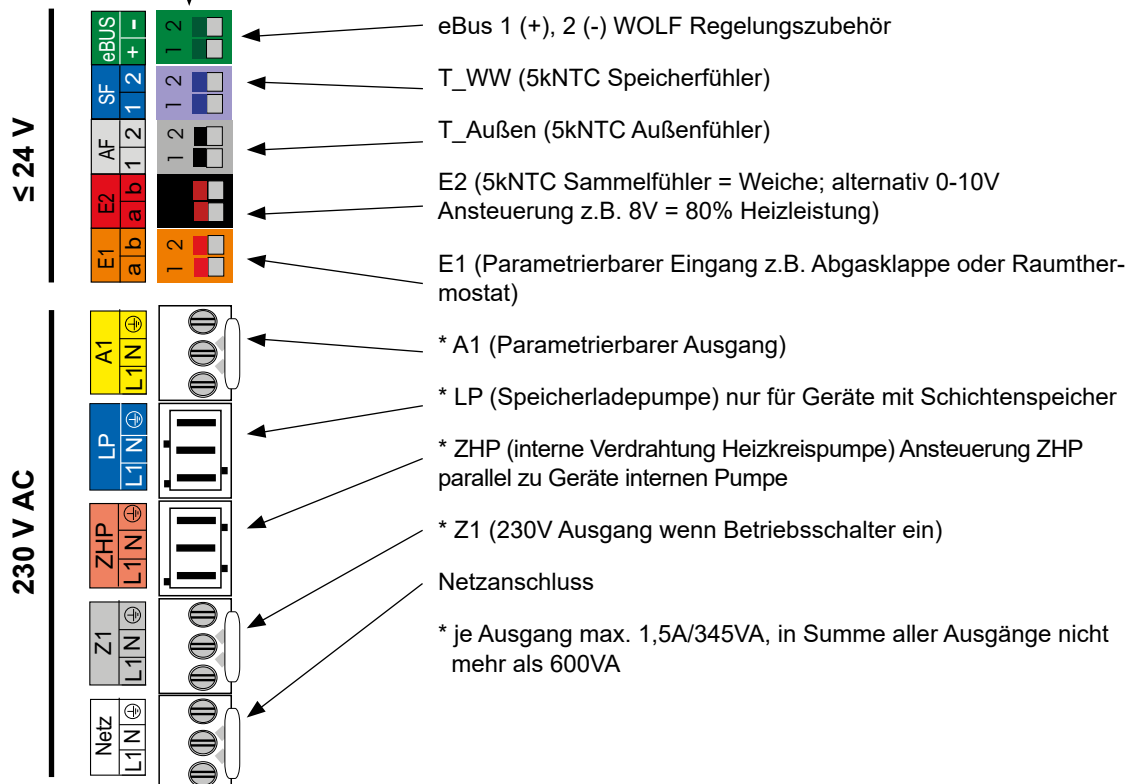 ≤ 24 V
eBUS + -
1 2
eBus 1 (+), 2 (-) WOLF Regelungszubehör
SF 1 2
1 2
T_WW (5kNTC Speicherfühler)
AF 1 2
1 2
T_Außen (5kNTC Außenfühler)
E2 a b
E2 (5kNTC Sammelfühler = Weiche; alternativ 0-10V
Ansteuerung z.B. 8V = 80% Heizleistung)
E1 a b
1 2
E1 (Parametrierbarer Eingang z.B. Abgasklappe oder Raumther-
mostat)
230 V AC
A1
L1 N
* A1 (Parametrierbarer Ausgang)
LP
L1 N
* LP (Speicherladepumpe) nur für Geräte mit Schichtenspeicher
ZHP
L1 N
* ZHP (interne Verdrahtung Heizkreispumpe) Ansteuerung ZHP
parallel zu Geräte internen Pumpe
Z1
L1 N
* Z1 (230V Ausgang wenn Betriebsschalter ein)
Netz
L1 N
Netzanschluss
* je Ausgang max. 1,5A/345VA, in Summe aller Ausgänge nicht
mehr als 600VA